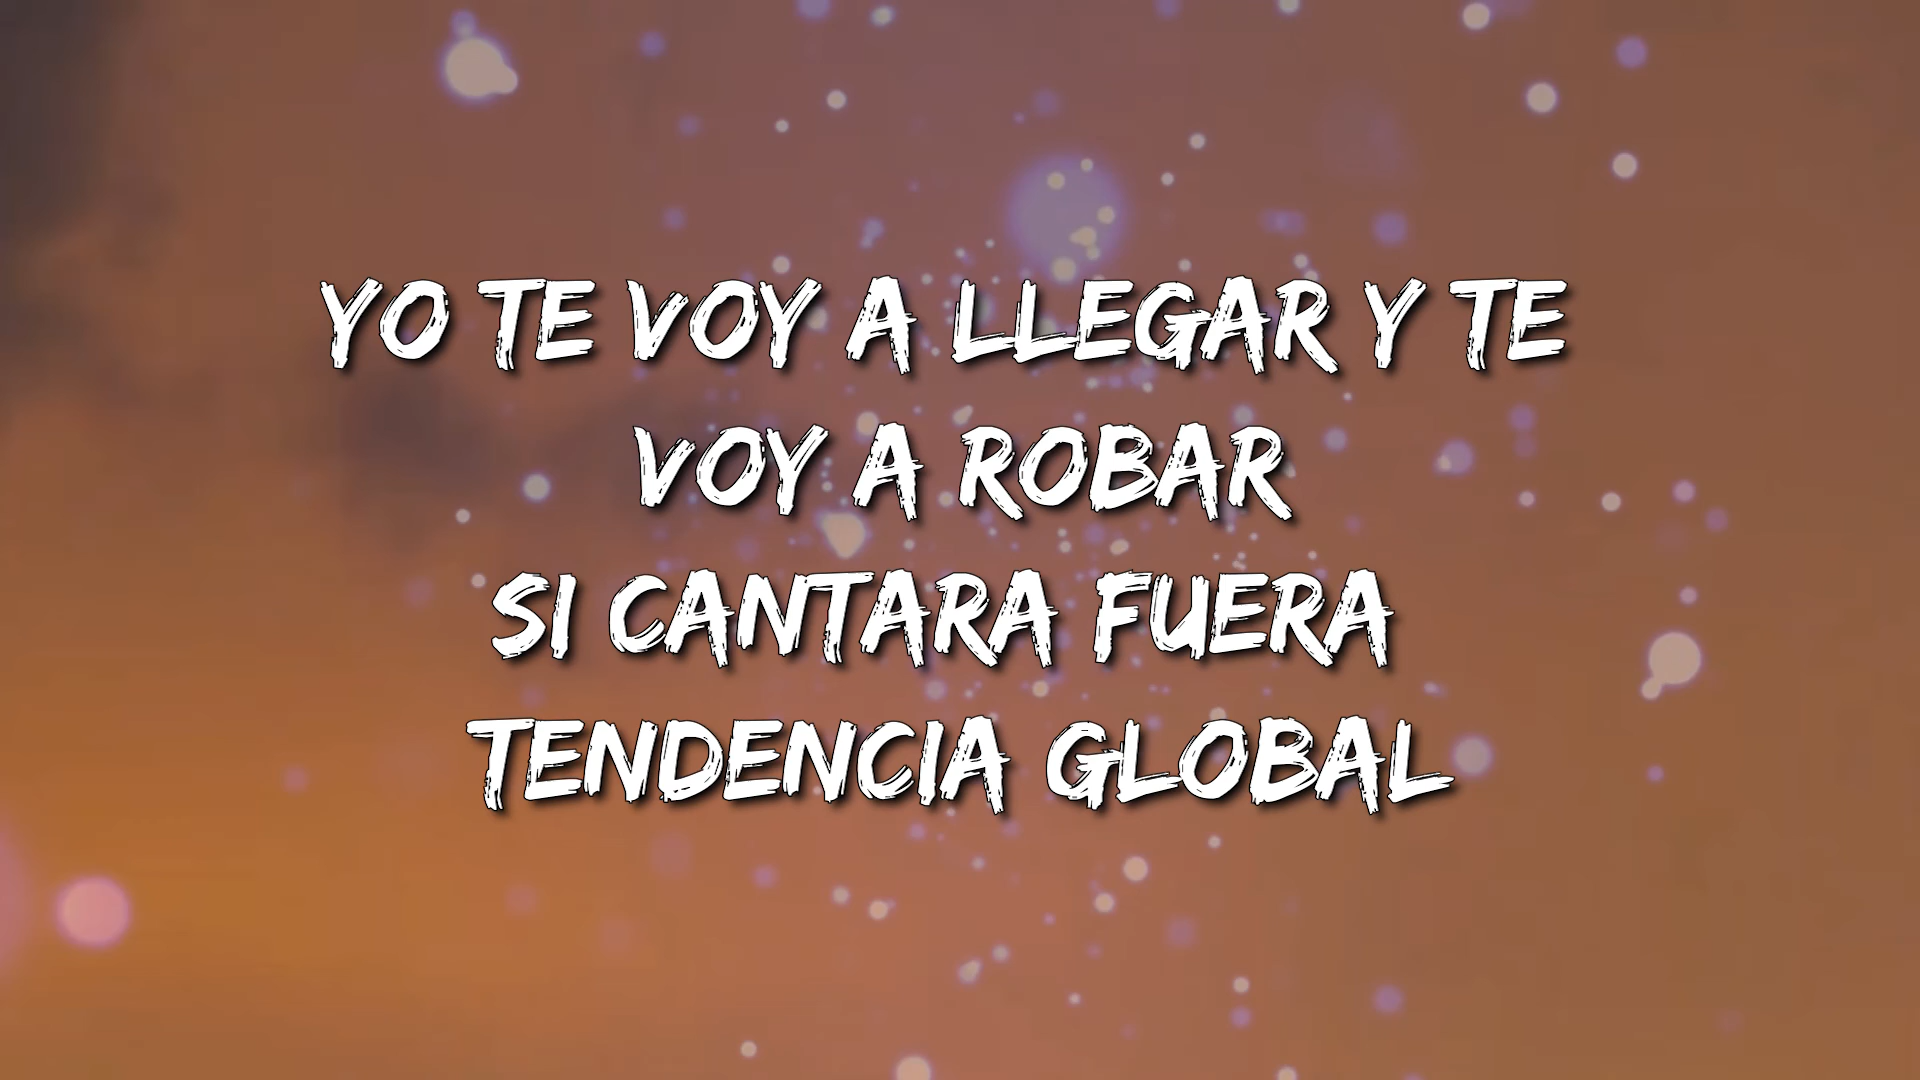 YO TE VOY A LLEGAR Y TE
VOY A ROBAR
SI CANTARA FUERA
TENDENCIA GLOBAL